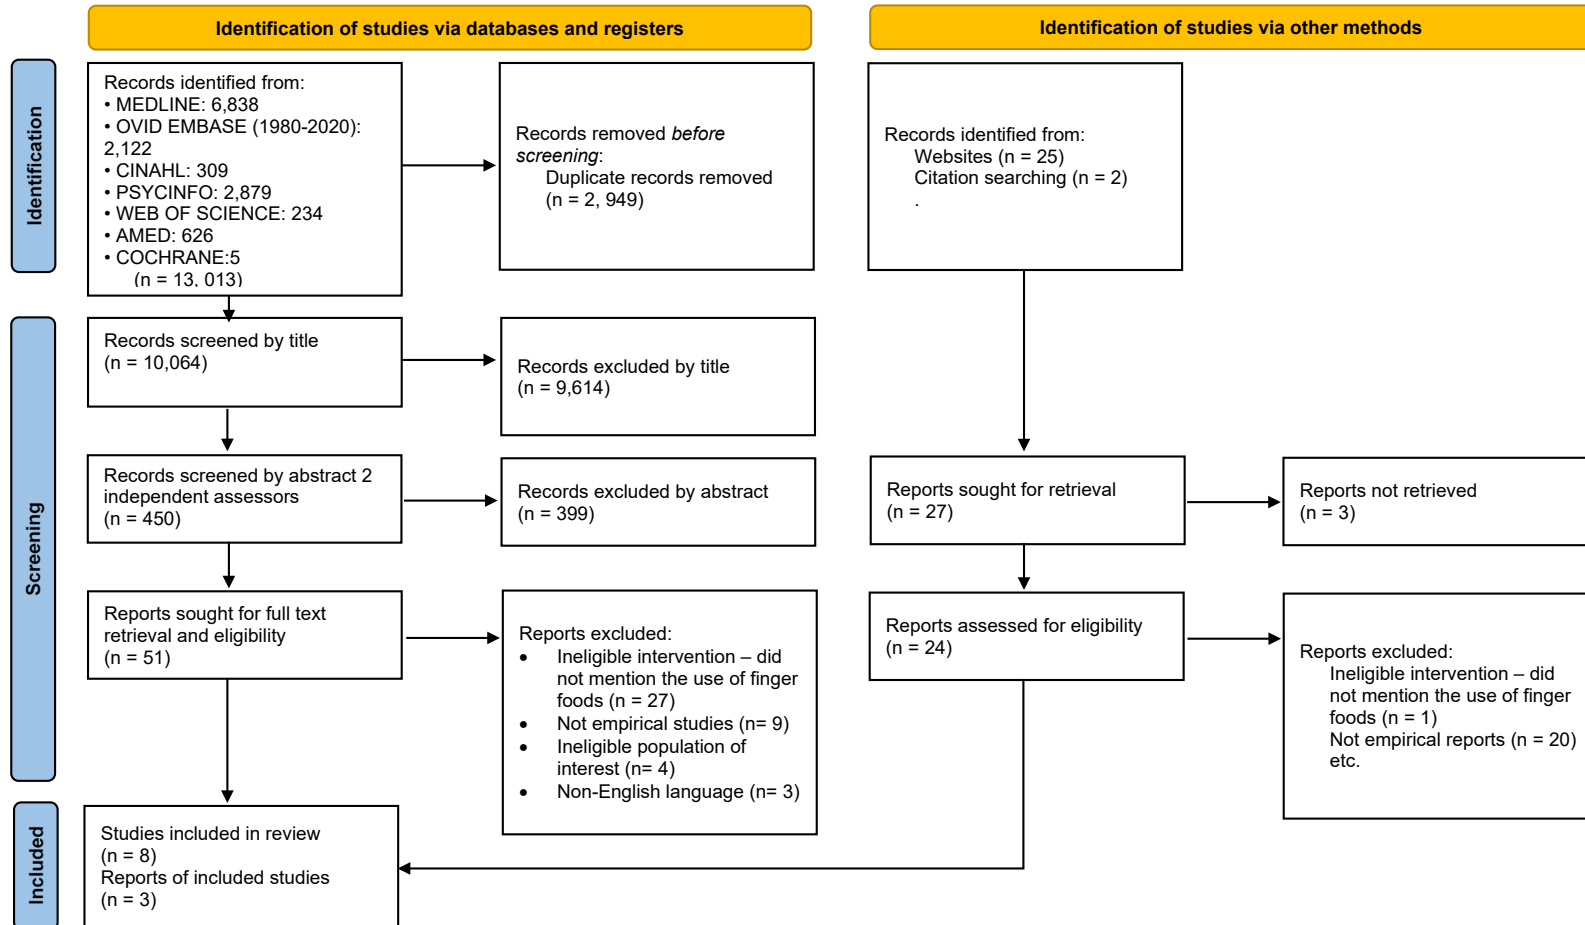 Identification of studies via databases and registers
Identification of studies via other methods
Identification
Records identified from:
• MEDLINE: 6,838
• OVID EMBASE (1980-2020):
2,122
• CINAHL: 309
• PSYCINFO: 2,879
• WEB OF SCIENCE: 234
• AMED: 626
• COCHRANE:5
(n = 13, 013)
Records removed before
screening:
Duplicate records removed
(n = 2, 949)
Records identified from:
Websites (n = 25)
Citation searching (n = 2)
.
Screening
Records screened by title
(n = 10,064)
Records excluded by title
(n = 9,614)
Records screened by abstract 2
independent assessors
(n = 450)
Records excluded by abstract
(n = 399)
Reports sought for retrieval
(n = 27)
Reports not retrieved
(n = 3)
Reports sought for full text
retrieval and eligibility
(n = 51)
Reports excluded:
• Ineligible intervention – did
not mention the use of finger
foods (n = 27)
• Not empirical studies (n= 9)
• Ineligible population of
interest (n= 4)
• Non-English language (n= 3)
Reports assessed for eligibility
(n = 24)
Reports excluded:
Ineligible intervention – did
not mention the use of finger
foods (n = 1)
Not empirical reports (n = 20)
etc.
Included
Studies included in review
(n = 8)
Reports of included studies
(n = 3)